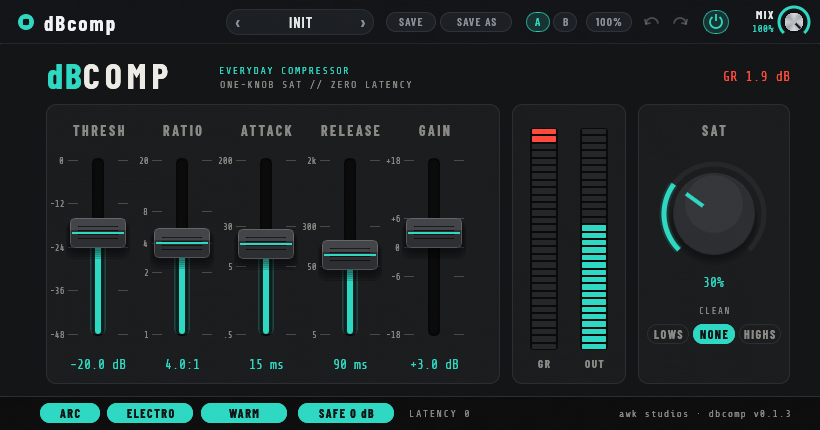 dBcomp ‹ INIT › SAVE SAVE AS A B 100% MIX 100%
dBCOMP
EVERYDAY COMPRESSOR
ONE-KNOB SAT // ZERO LATENCY
GR 1.9 dB
THRESH RATIO ATTACK RELEASE GAIN SAT
0 20 200 2k +18
-12 8 30 300 +6
-24 4 5 50 0
-36 2 -6
-48 1 .5 5 -18
-20.0 dB 4.0:1 15 ms 90 ms +3.0 dB
GR OUT
30%
CLEAN
LOWS NONE HIGHS
ARC ELECTRO WARM SAFE 0 dB LATENCY 0 awk studios · dbcomp v0.1.3